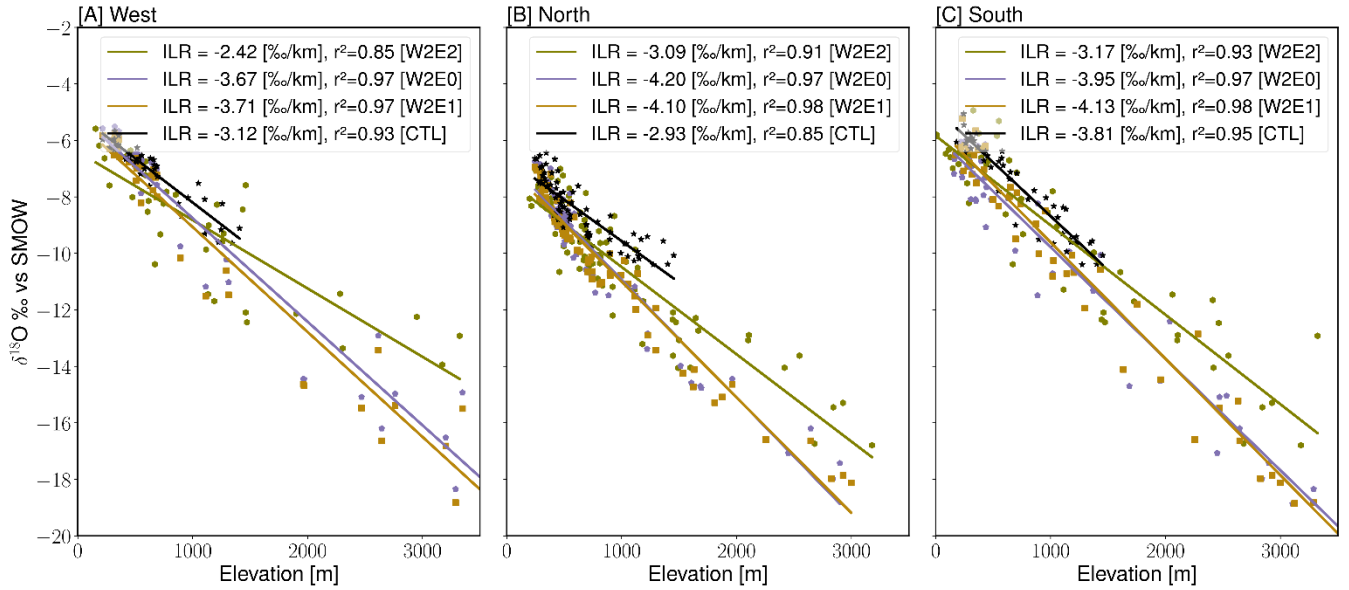 [A] West
ILR = -2.42 [‰/km], r²=0.85 [W2E2]
ILR = -3.67 [‰/km], r²=0.97 [W2E0]
ILR = -3.71 [‰/km], r²=0.97 [W2E1]
ILR = -3.12 [‰/km], r²=0.93 [CTL]
[B] North
ILR = -3.09 [‰/km], r²=0.91 [W2E2]
ILR = -4.20 [‰/km], r²=0.97 [W2E0]
ILR = -4.10 [‰/km], r²=0.98 [W2E1]
ILR = -2.93 [‰/km], r²=0.85 [CTL]
[C] South
ILR = -3.17 [‰/km], r²=0.93 [W2E2]
ILR = -3.95 [‰/km], r²=0.97 [W2E0]
ILR = -4.13 [‰/km], r²=0.98 [W2E1]
ILR = -3.81 [‰/km], r²=0.95 [CTL]
δ¹⁸O ‰ vs SMOW
−2
−4
−6
−8
−10
−12
−14
−16
−18
−20
0 1000 2000 3000
Elevation [m]
0 1000 2000 3000
Elevation [m]
0 1000 2000 3000
Elevation [m]